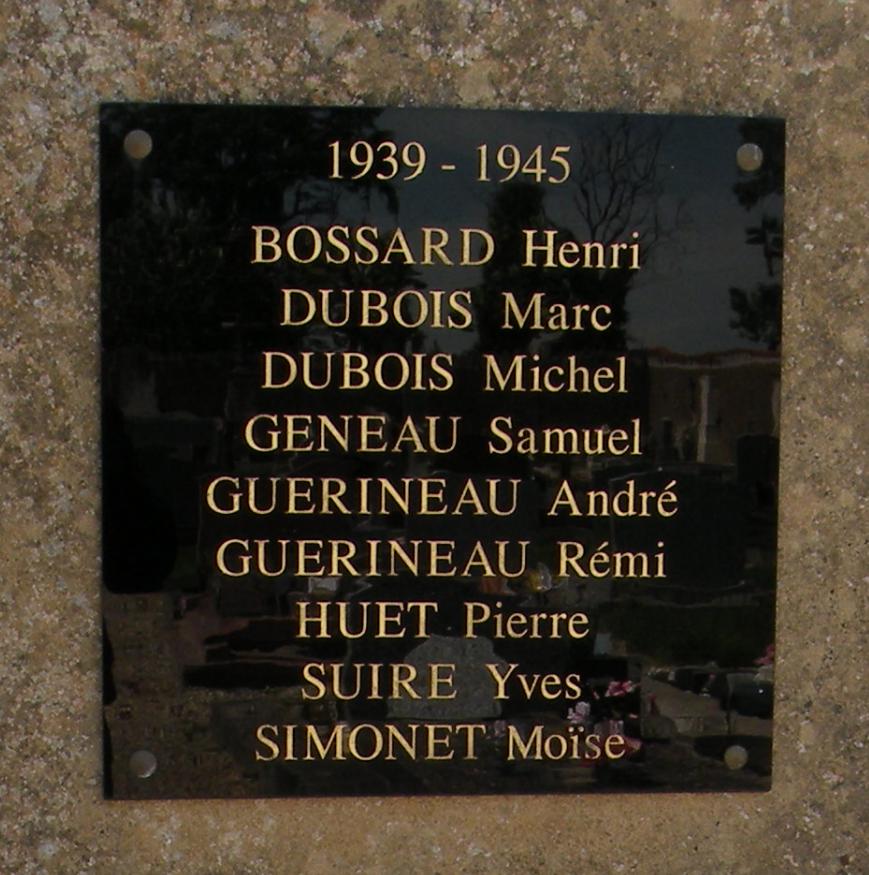 1939 - 1945
BOSSARD Henri
DUBOIS Marc
DUBOIS Michel
GENEAU Samuel
GUERINEAU André
GUERINEAU Rémi
HUET Pierre
SUIRE Yves
SIMONET Moïse